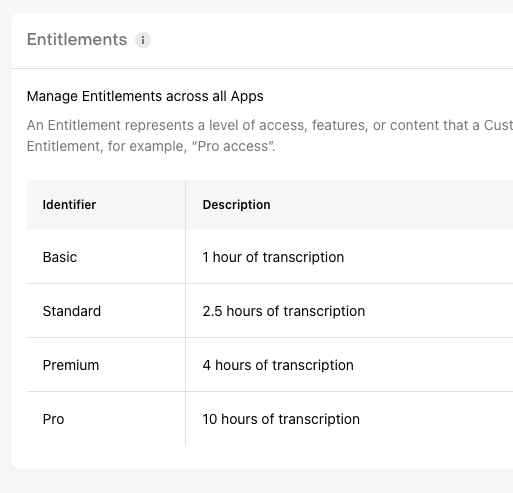 Entitlements i
Manage Entitlements across all Apps
An Entitlement represents a level of access, features, or content that a
Entitlement, for example, “Pro access”.
Identifier Description
Basic 1 hour of transcription
Standard 2.5 hours of transcription
Premium 4 hours of transcription
Pro 10 hours of transcription